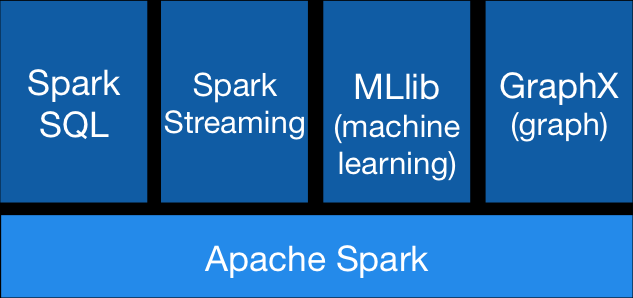 Spark
SQL
Spark
Streaming
MLlib
(machine
learning)
GraphX
(graph)
Apache Spark